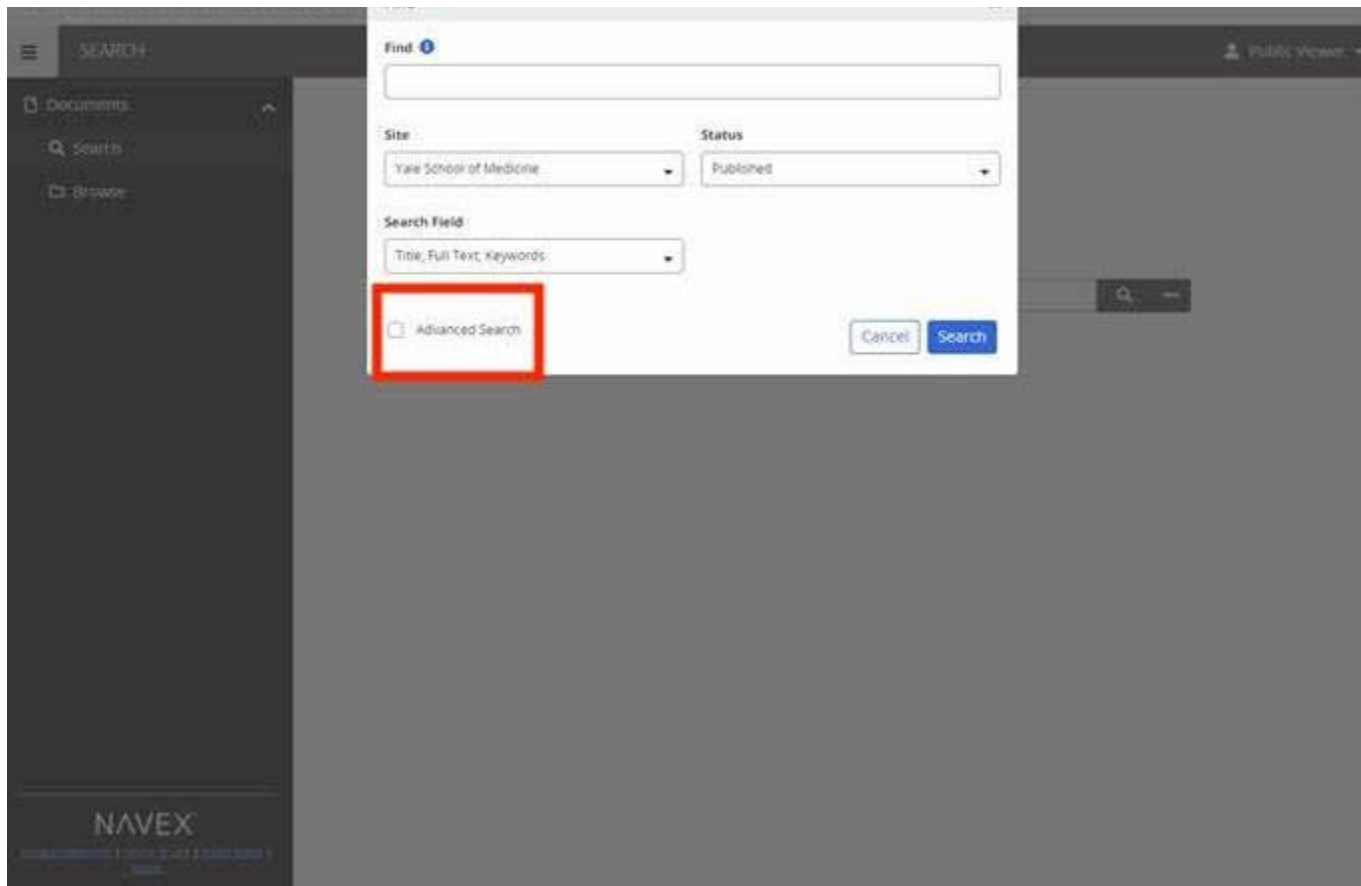 SEARCH
Public Viewer
Find
Documents
Search
Browse
Site
Status
Yale School of Medicine
Published
Search Field
Title, Full Text, Keywords
Advanced Search
Cancel
Search
NAVEX